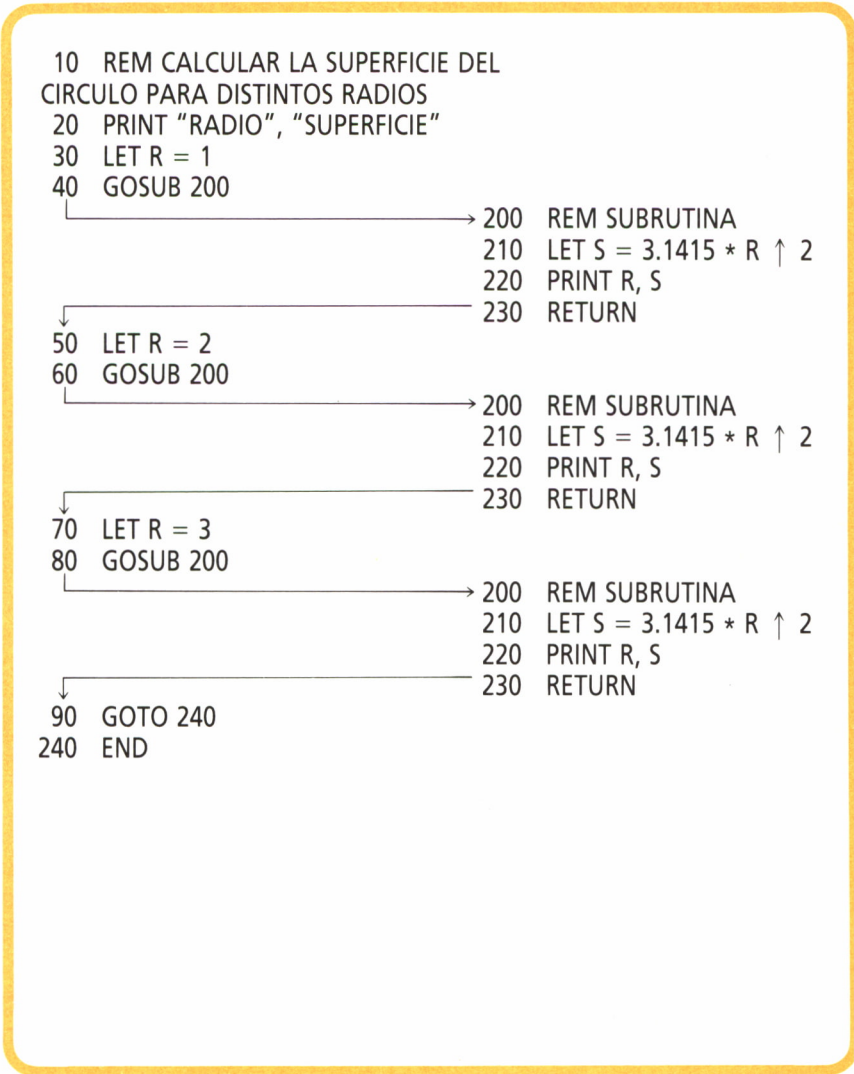 10 REM CALCULAR LA SUPERFICIE DEL
CIRCULO PARA DISTINTOS RADIOS
20 PRINT "RADIO", "SUPERFICIE"
30 LET R = 1
40 GOSUB 200
200 REM SUBRUTINA
210 LET S = 3.1415 * R ↑ 2
220 PRINT R, S
230 RETURN
50 LET R = 2
60 GOSUB 200
200 REM SUBRUTINA
210 LET S = 3.1415 * R ↑ 2
220 PRINT R, S
230 RETURN
70 LET R = 3
80 GOSUB 200
200 REM SUBRUTINA
210 LET S = 3.1415 * R ↑ 2
220 PRINT R, S
230 RETURN
90 GOTO 240
240 END